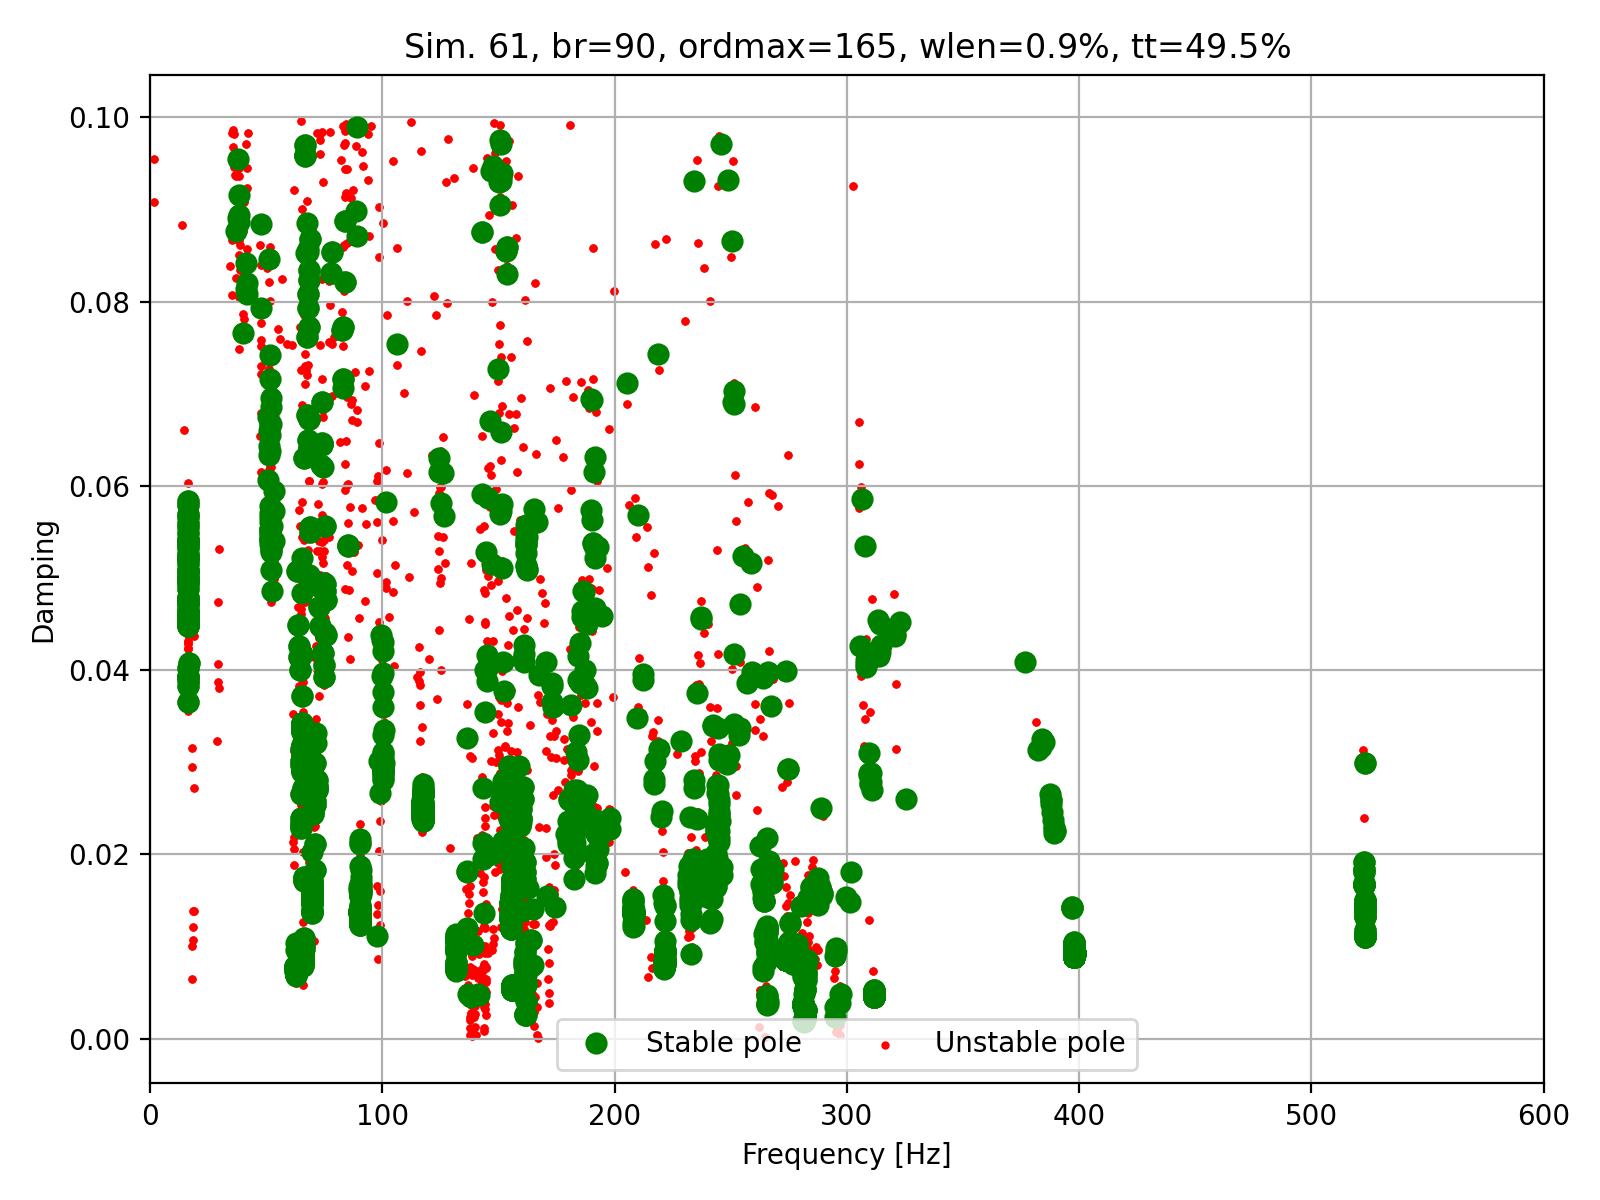 Sim. 61, br=90, ordmax=165, wlen=0.9%, tt=49.5%
0.10
0.08
0.06
0.04
0.02
0.00
Damping
Stable pole
Unstable pole
0
100
200
300
400
500
600
Frequency [Hz]